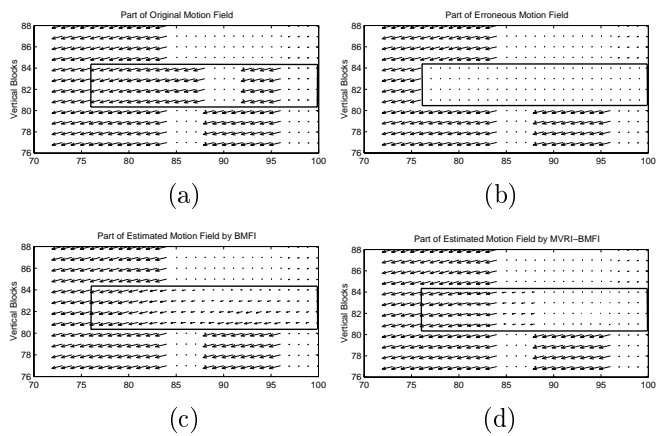 Part of Original Motion Field
Vertical Blocks
88
86
84
82
80
78
76
70 75 80 85 90 95 100
(a)
Part of Erroneous Motion Field
Vertical Blocks
88
86
84
82
80
78
76
70 75 80 85 90 95 100
(b)
Part of Estimated Motion Field by BMFI
Vertical Blocks
88
86
84
82
80
78
76
70 75 80 85 90 95 100
(c)
Part of Estimated Motion Field by MVRI-BMFI
Vertical Blocks
88
86
84
82
80
78
76
70 75 80 85 90 95 100
(d)